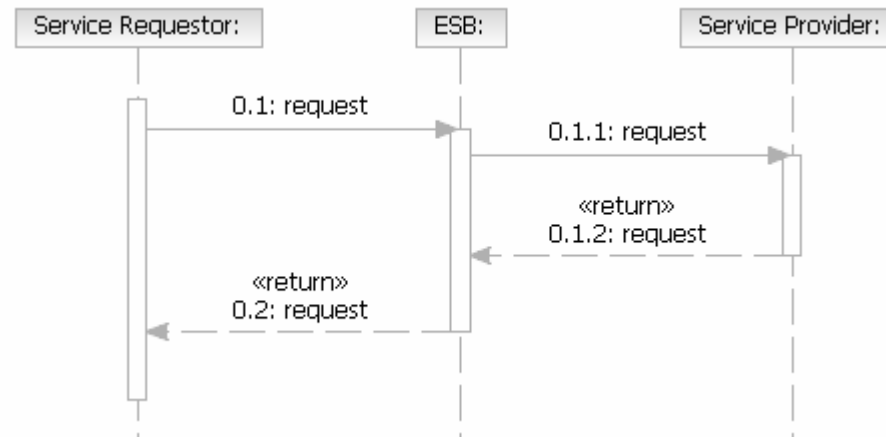 Service Requestor:
ESB:
Service Provider:
0.1: request
0.1.1: request
«return»
0.1.2: request
«return»
0.2: request